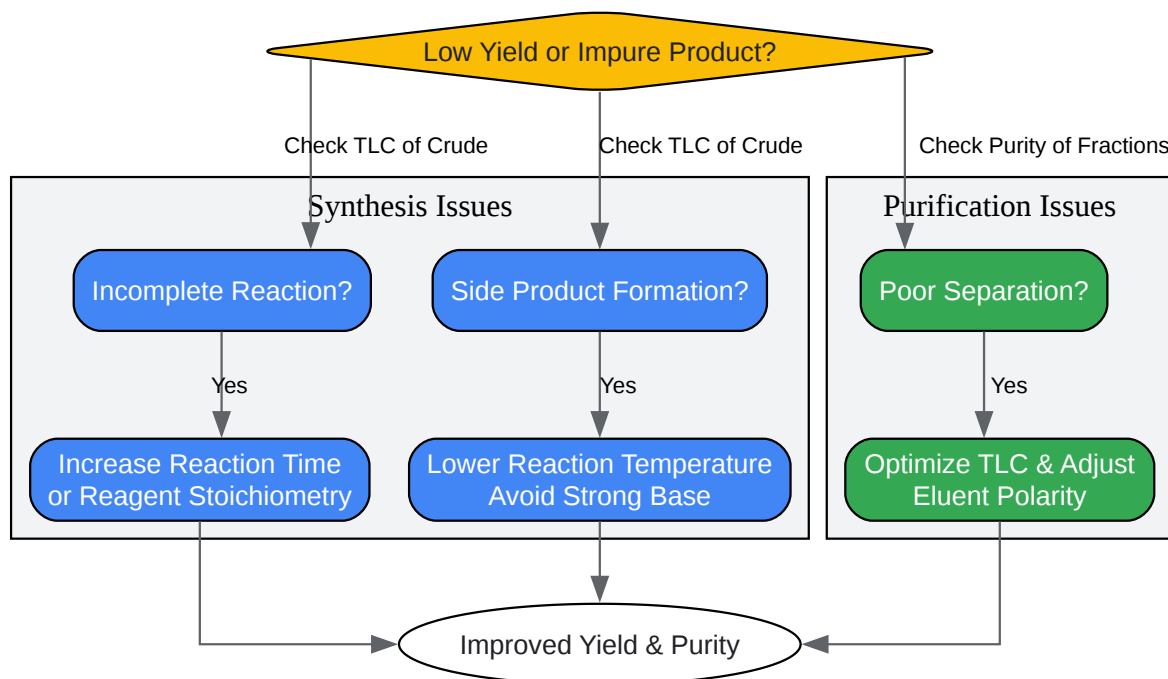 Low Yield or Impure Product?
Check TLC of Crude
Check TLC of Crude
Check Purity of Fractions
Synthesis Issues
Purification Issues
Incomplete Reaction?
Side Product Formation?
Poor Separation?
Yes
Yes
Yes
Increase Reaction Time
or Reagent Stoichiometry
Lower Reaction Temperature
Avoid Strong Base
Optimize TLC & Adjust
Eluent Polarity
Improved Yield & Purity